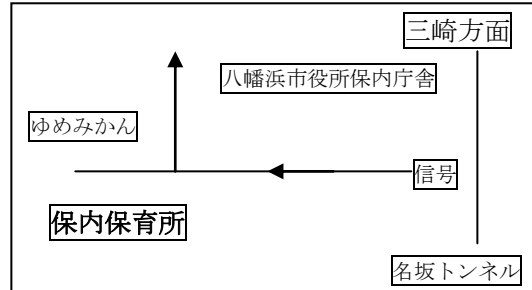 三崎方面
八幡浜市役所保内庁舎
ゆめみかん
信号
保内保育所
名坂トンネル